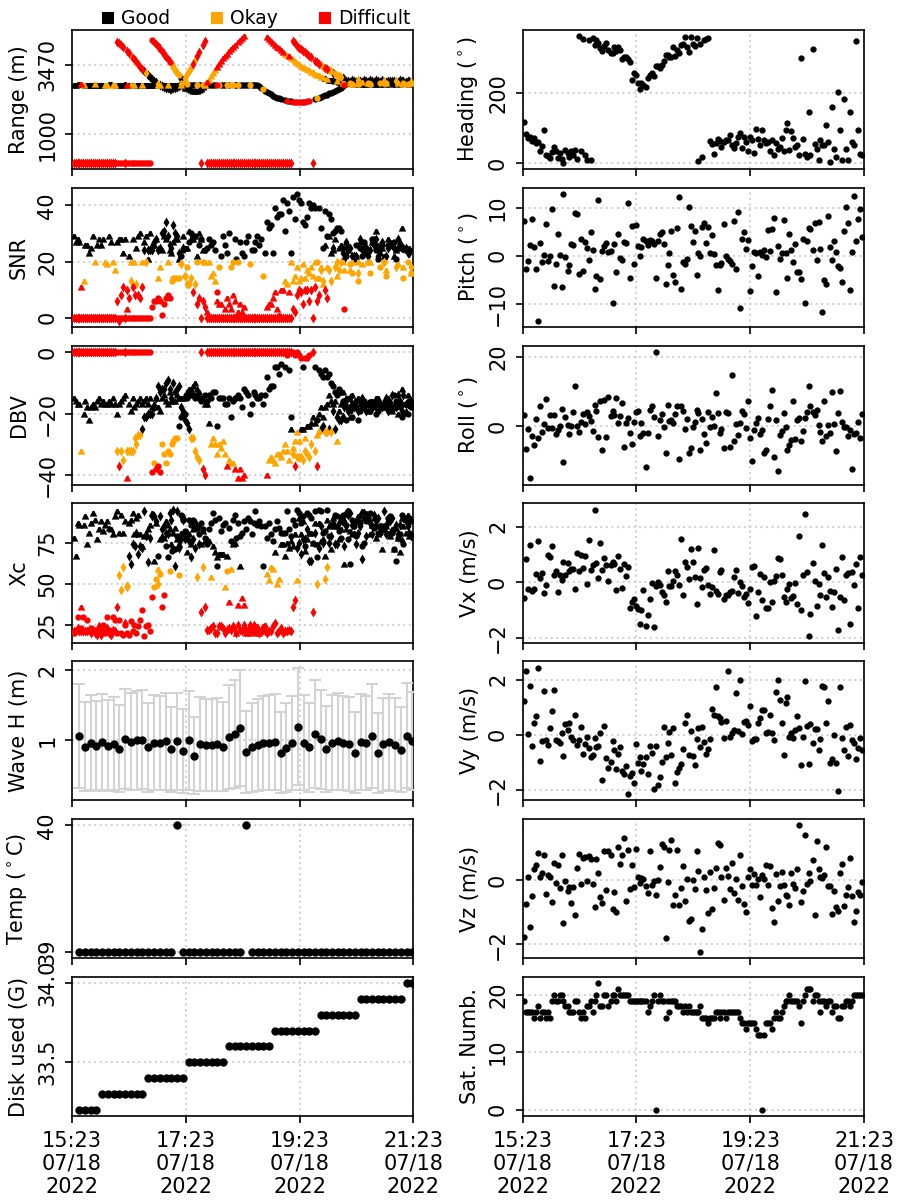 Good Okay Difficult
Range (m)
3470
1000
SNR
40
20
0
DBV
0
−20
−40
Xc
75
50
25
Wave H (m)
2
1
Temp (°C)
40
039
Disk used (G)
34.0
33.5
15:23 17:23 19:23 21:23
07/18 07/18 07/18 07/18
2022 2022 2022 2022
Heading (°)
200
0
Pitch (°)
10
0
−10
Roll (°)
20
0
Vx (m/s)
2
0
−2
Vy (m/s)
2
0
−2
Vz (m/s)
0
−2
Sat. Numb.
20
10
0
15:23 17:23 19:23 21:23
07/18 07/18 07/18 07/18
2022 2022 2022 2022